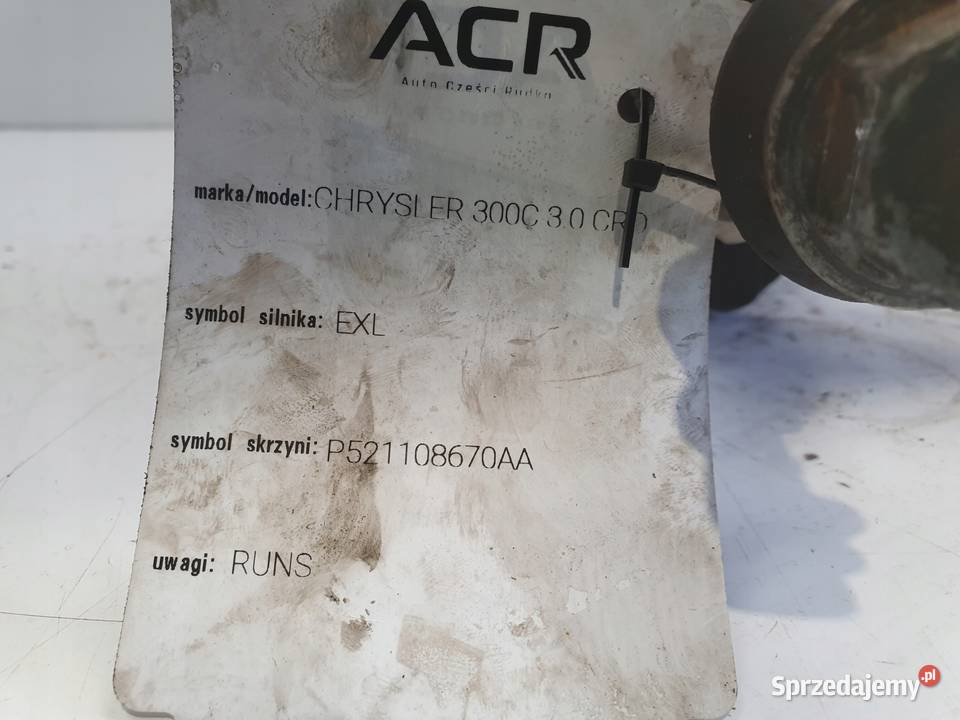 ACR
Auto Części Rudka
marka/model: CHRYSLER 300C 3.0 CRD
symbol silnika: EXL
symbol skrzyni: P521108670AA
uwagi: RUNS
Sprzedajemy.pl